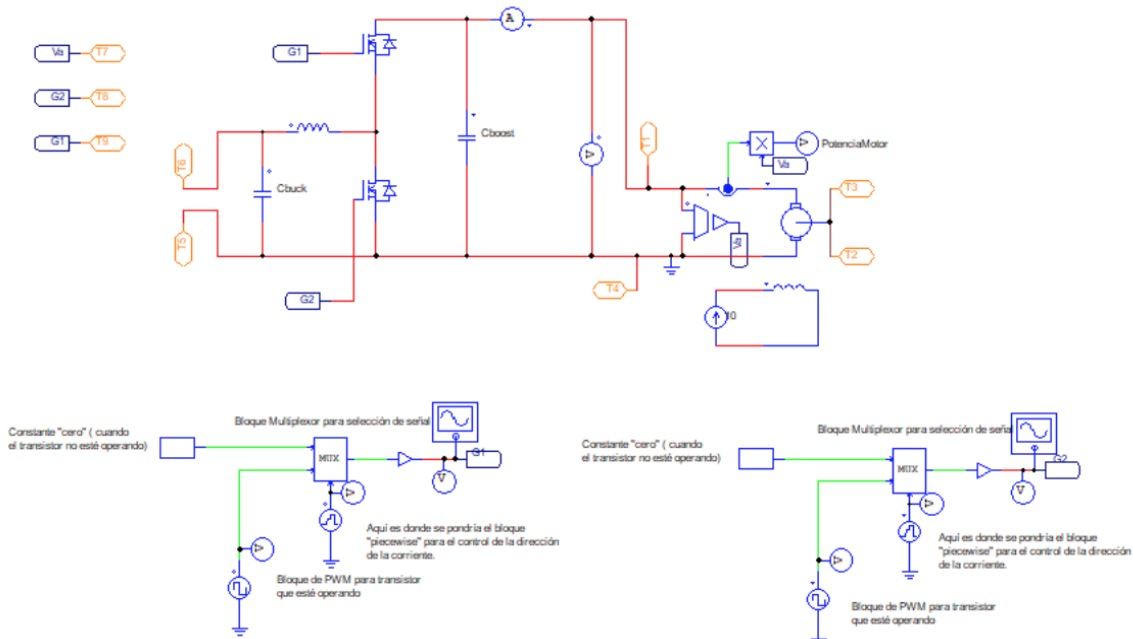 Va T7
G2 T8
G1 T9
G1
A
Cboost
V
T1
PotenciaMotor
V
Va
T6
Cbuck
T3
T5
Va
T2
T4
G2
10
Bloque Multiplexor para selección de señal
Constante "cero" ( cuando
el transistor no esté operando)
MUX
G1
V
V
Aquí es donde se pondría el bloque
"piecewise" para el control de la dirección
de la corriente.
V
Bloque de PWM para transistor
que esté operando
Bloque Multiplexor para selección de señal
Constante "cero" ( cuando
el transistor no esté operando)
MUX
G2
V
V
Aquí es donde se pondría el bloque
"piecewise" para el control de la dirección
de la corriente.
V
Bloque de PWM para transistor
que esté operando